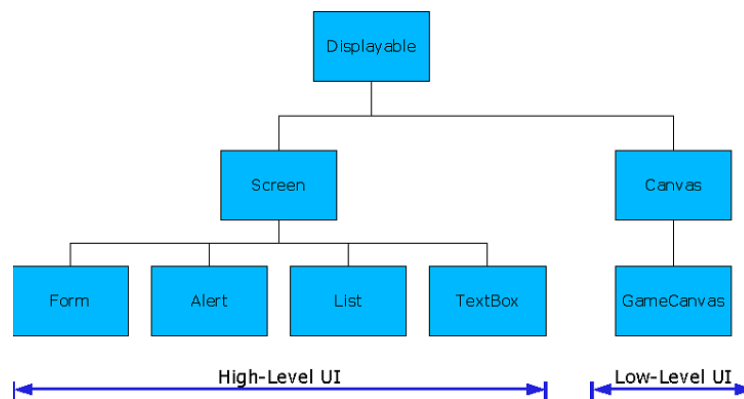 Displayable
Screen
Canvas
Form
Alert
List
TextBox
GameCanvas
High-Level UI
Low-Level UI